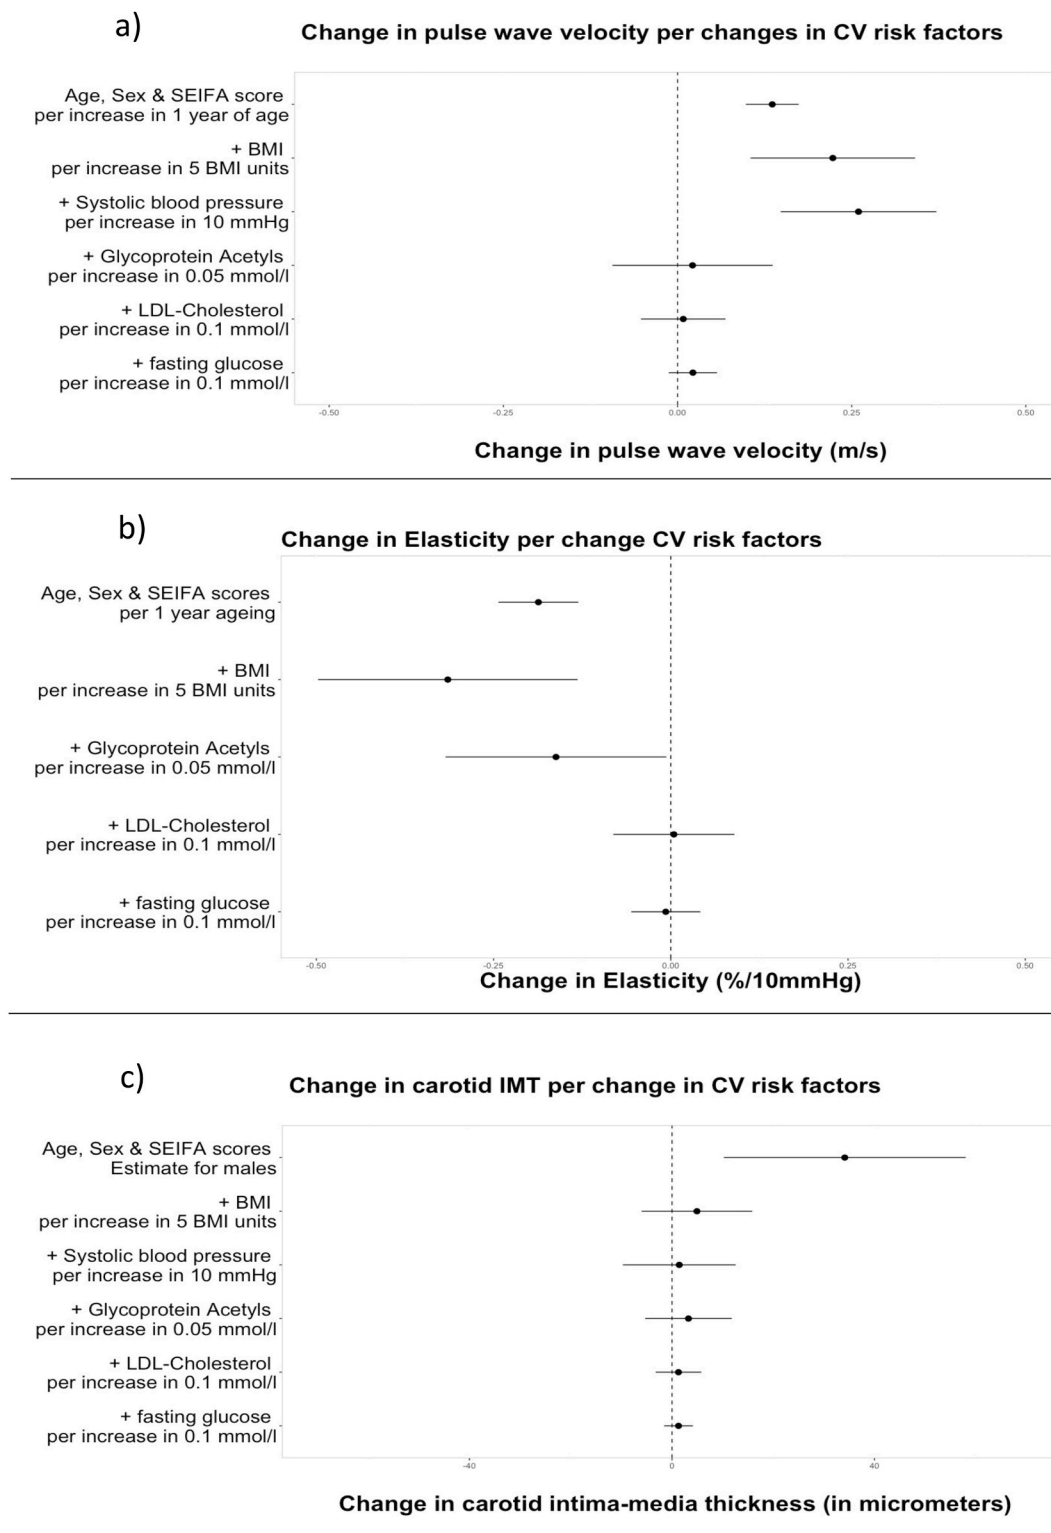 a)
Change in pulse wave velocity per changes in CV risk factors
Age, Sex & SEIFA score
per increase in 1 year of age
+ BMI
per increase in 5 BMI units
+ Systolic blood pressure
per increase in 10 mmHg
+ Glycoprotein Acetyls
per increase in 0.05 mmol/l
+ LDL-Cholesterol
per increase in 0.1 mmol/l
+ fasting glucose
per increase in 0.1 mmol/l
-0.50 -0.25 0.00 0.25 0.50
Change in pulse wave velocity (m/s)
b)
Change in Elasticity per change CV risk factors
Age, Sex & SEIFA scores
per 1 year ageing
+ BMI
per increase in 5 BMI units
+ Glycoprotein Acetyls
per increase in 0.05 mmol/l
+ LDL-Cholesterol
per increase in 0.1 mmol/l
+ fasting glucose
per increase in 0.1 mmol/l
-0.50 -0.25 0.00 0.25 0.50
Change in Elasticity (%/10mmHg)
c)
Change in carotid IMT per change in CV risk factors
Age, Sex & SEIFA scores
Estimate for males
+ BMI
per increase in 5 BMI units
+ Systolic blood pressure
per increase in 10 mmHg
+ Glycoprotein Acetyls
per increase in 0.05 mmol/l
+ LDL-Cholesterol
per increase in 0.1 mmol/l
+ fasting glucose
per increase in 0.1 mmol/l
-40 0 40
Change in carotid intima-media thickness (in micrometers)